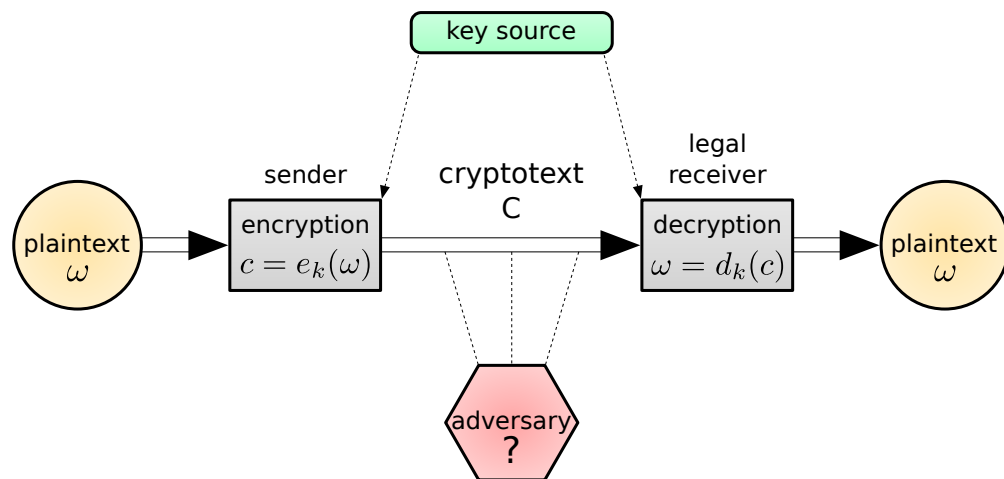 key source
sender
cryptotext
C
legal
receiver
plaintext
ω
encryption
c = e_k(ω)
decryption
ω = d_k(c)
plaintext
ω
adversary
?